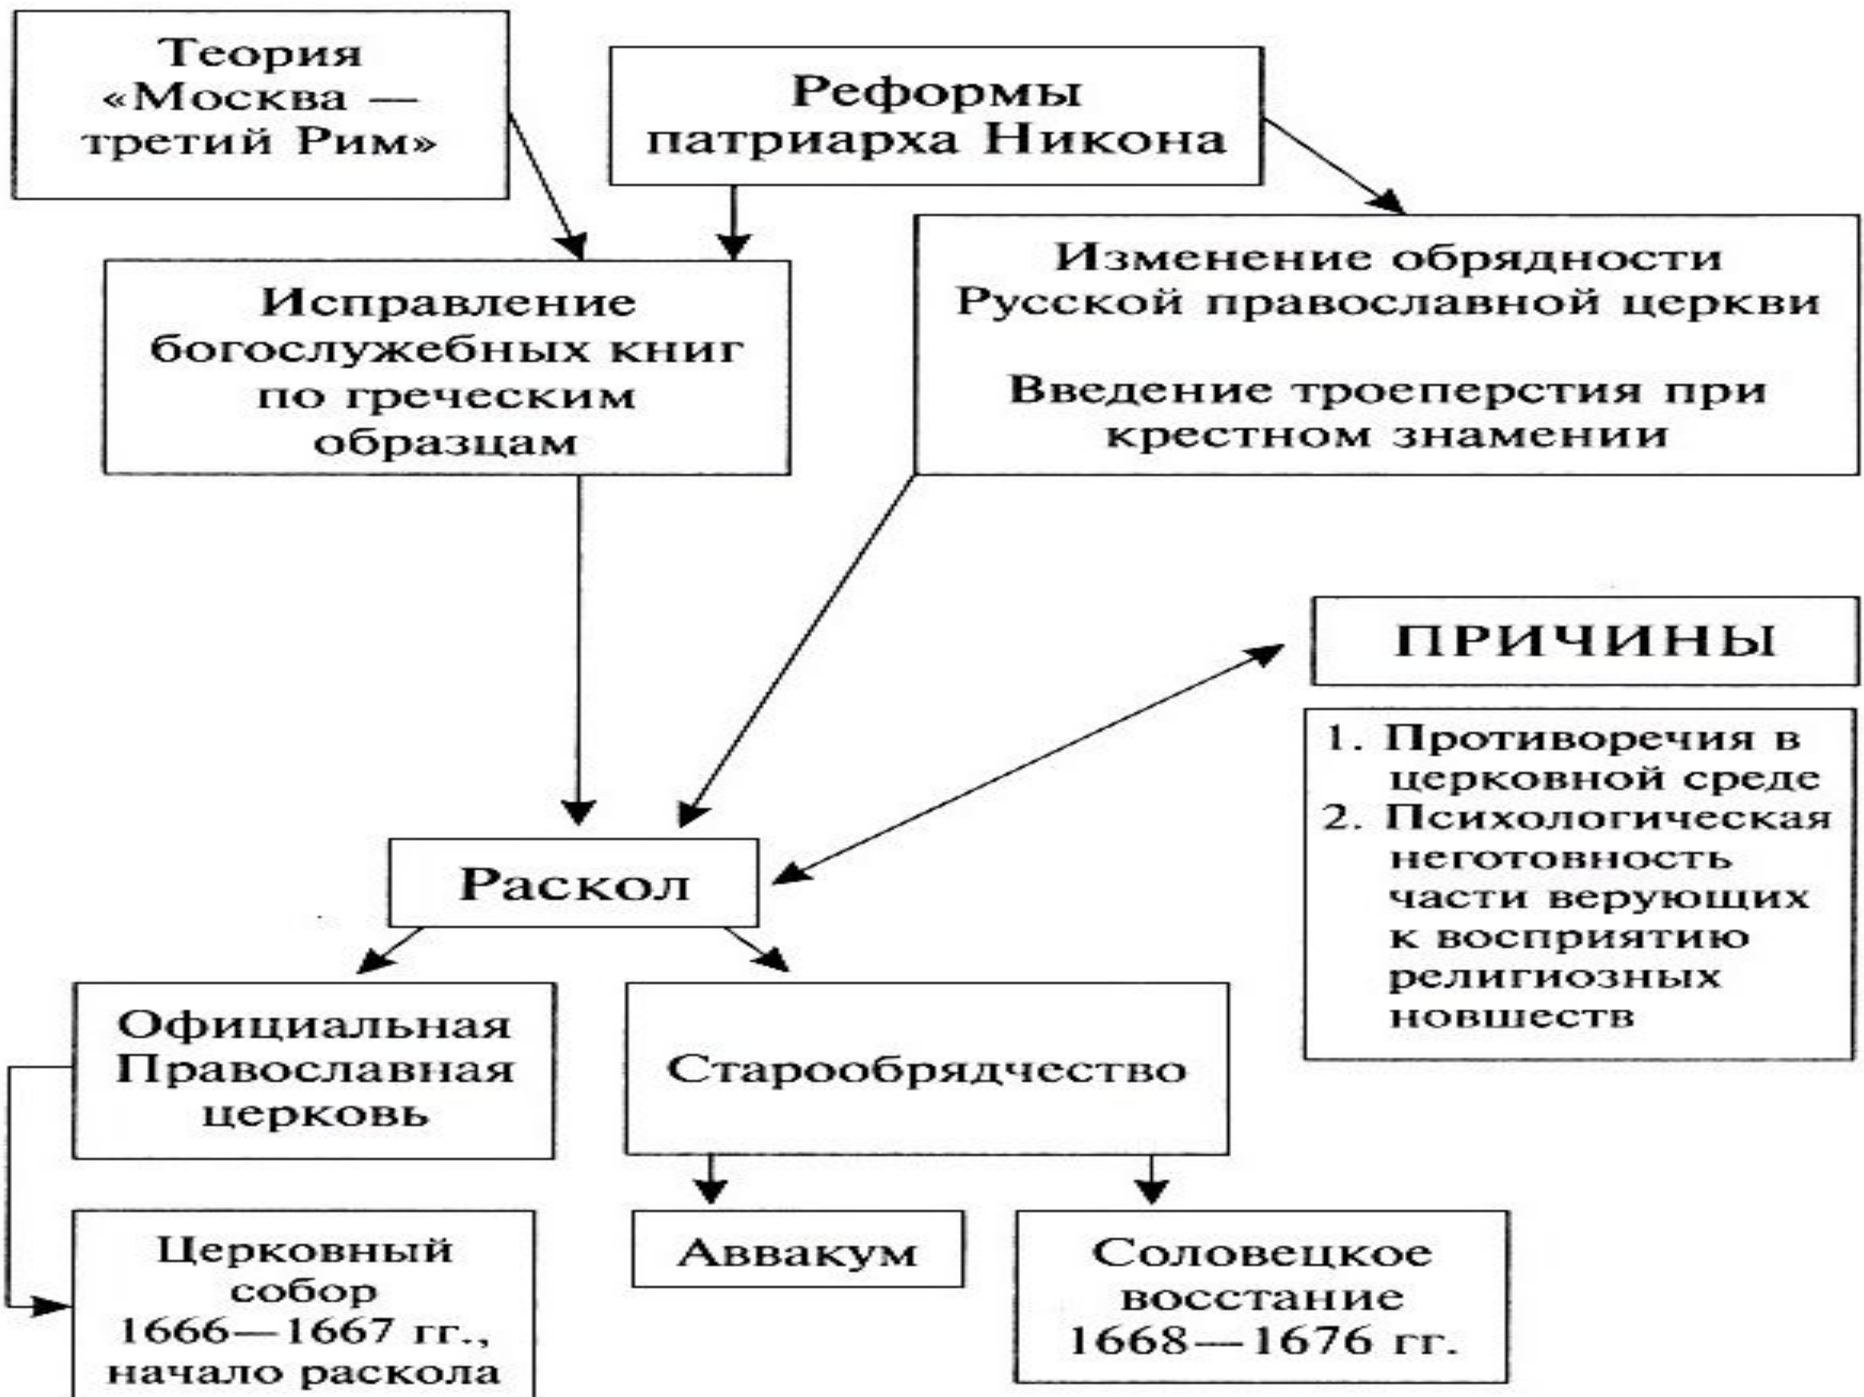 Теория
«Москва —
третий Рим»
Реформы
патриарха Никона
Исправление
богослужебных книг
по греческим
образцам
Изменение обрядности
Русской православной церкви
Введение троеперстия при
крестном знамении
ПРИЧИНЫ
1. Противоречия в
церковной среде
2. Психологическая
неготовность
части верующих
к восприятию
религиозных
новшеств
Раскол
Официальная
Православная
церковь
Старообрядчество
Церковный
собор
1666—1667 гг.,
начало раскола
Аввакум
Соловецкое
восстание
1668—1676 гг.